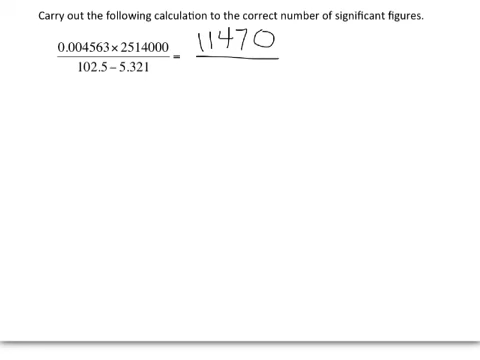 Carry out the following calculation to the correct number of significant figures.
0.004563 × 2514000
102.5 – 5.321
=
11470